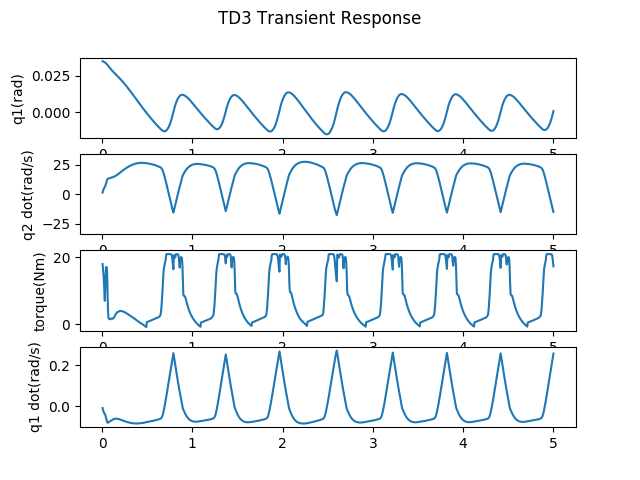 TD3 Transient Response
0.025
0.000
q1(rad)
0 1 2 3 4 5
25
0
−25
q2 dot(rad/s)
0 1 2 3 4 5
20
0
torque(Nm)
0 1 2 3 4 5
0.2
0.0
q1 dot(rad/s)
0 1 2 3 4 5